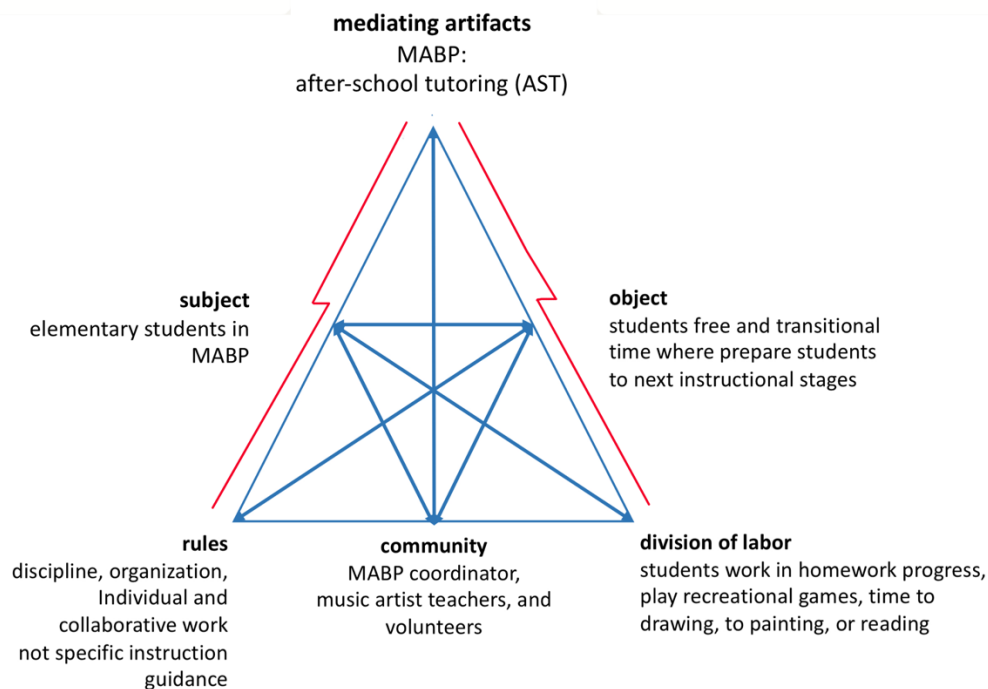 mediating artifacts
MABP:
after-school tutoring (AST)
subject
elementary students in
MABP
object
students free and transitional
time where prepare students
to next instructional stages
rules
discipline, organization,
Individual and
collaborative work
not specific instruction
guidance
community
MABP coordinator,
music artist teachers, and
volunteers
division of labor
students work in homework progress,
play recreational games, time to
drawing, to painting, or reading